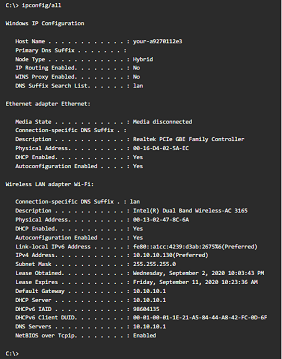 C:\> ipconfig/all
Windows IP Configuration
Host Name . . . . . . . . . . . . : your-a9270112e3
Primary Dns Suffix . . . . . . . :
Node Type . . . . . . . . . . . . : Hybrid
IP Routing Enabled. . . . . . . . : No
WINS Proxy Enabled. . . . . . . . : No
DNS Suffix Search List. . . . . . : lan
Ethernet adapter Ethernet:
Media State . . . . . . . . . . . : Media disconnected
Connection-specific DNS Suffix . :
Description . . . . . . . . . . . : Realtek PCIe GBE Family Controller
Physical Address. . . . . . . . . : 00-16-D4-02-5A-EC
DHCP Enabled. . . . . . . . . . . : Yes
Autoconfiguration Enabled . . . . : Yes
Wireless LAN adapter Wi-Fi:
Connection-specific DNS Suffix . : lan
Description . . . . . . . . . . . : Intel(R) Dual Band Wireless-AC 3165
Physical Address. . . . . . . . . : 00-13-02-47-8C-6A
DHCP Enabled. . . . . . . . . . . : Yes
Autoconfiguration Enabled . . . . : Yes
Link-local IPv6 Address . . . . . : fe80::a1cc:4239:d3ab:2675%6(Preferred)
IPv4 Address. . . . . . . . . . . : 10.10.10.130(Preferred)
Subnet Mask . . . . . . . . . . . : 255.255.255.0
Lease Obtained. . . . . . . . . . : Wednesday, September 2, 2020 10:03:43 PM
Lease Expires . . . . . . . . . . : Friday, September 11, 2020 10:23:36 AM
Default Gateway . . . . . . . . . : 10.10.10.1
DHCP Server . . . . . . . . . . . : 10.10.10.1
DHCPv6 IAID . . . . . . . . . . . : 98604135
DHCPv6 Client DUID. . . . . . . . : 00-01-00-01-1E-21-A5-84-44-A8-42-FC-0D-6F
DNS Servers . . . . . . . . . . . : 10.10.10.1
NetBIOS over Tcpip. . . . . . . . : Enabled
C:\>